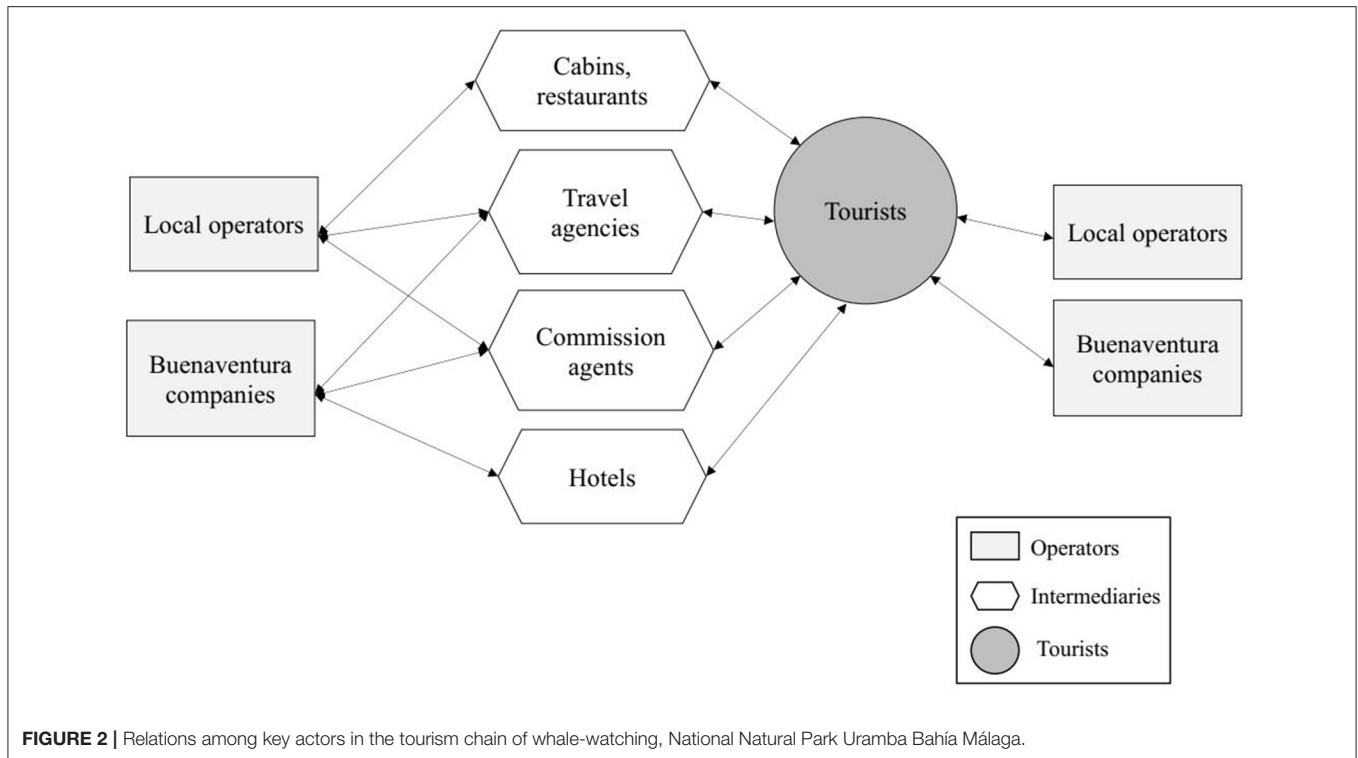 Cabins,
restaurants
Travel
agencies
Local operators
Tourists
Local operators
Commission
agents
Buenaventura
companies
Buenaventura
companies
Hotels
Operators
Intermediaries
Tourists
FIGURE 2 | Relations among key actors in the tourism chain of whale-watching, National Natural Park Uramba Bahía Málaga.